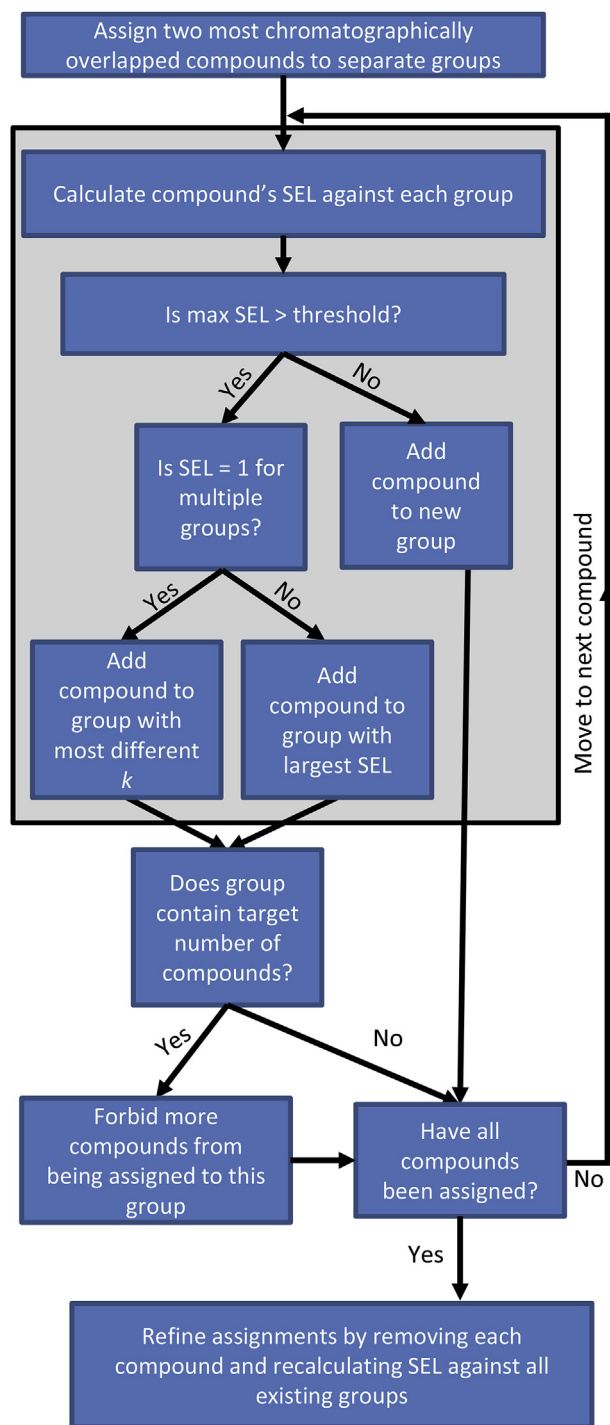 Assign two most chromatographically
overlapped compounds to separate groups
Calculate compound's SEL against each group
Is max SEL > threshold?
Yes
No
Is SEL = 1 for
multiple
groups?
Add
compound
to new
group
Yes
No
Add
compound to
group with
most different
k
Add
compound to
group with
largest SEL
Move to next compound
Does group
contain target
number of
compounds?
Yes
No
Forbid more
compounds from
being assigned to this
group
Have all
compounds
been assigned?
No
Yes
Refine assignments by removing each
compound and recalculating SEL against all
existing groups